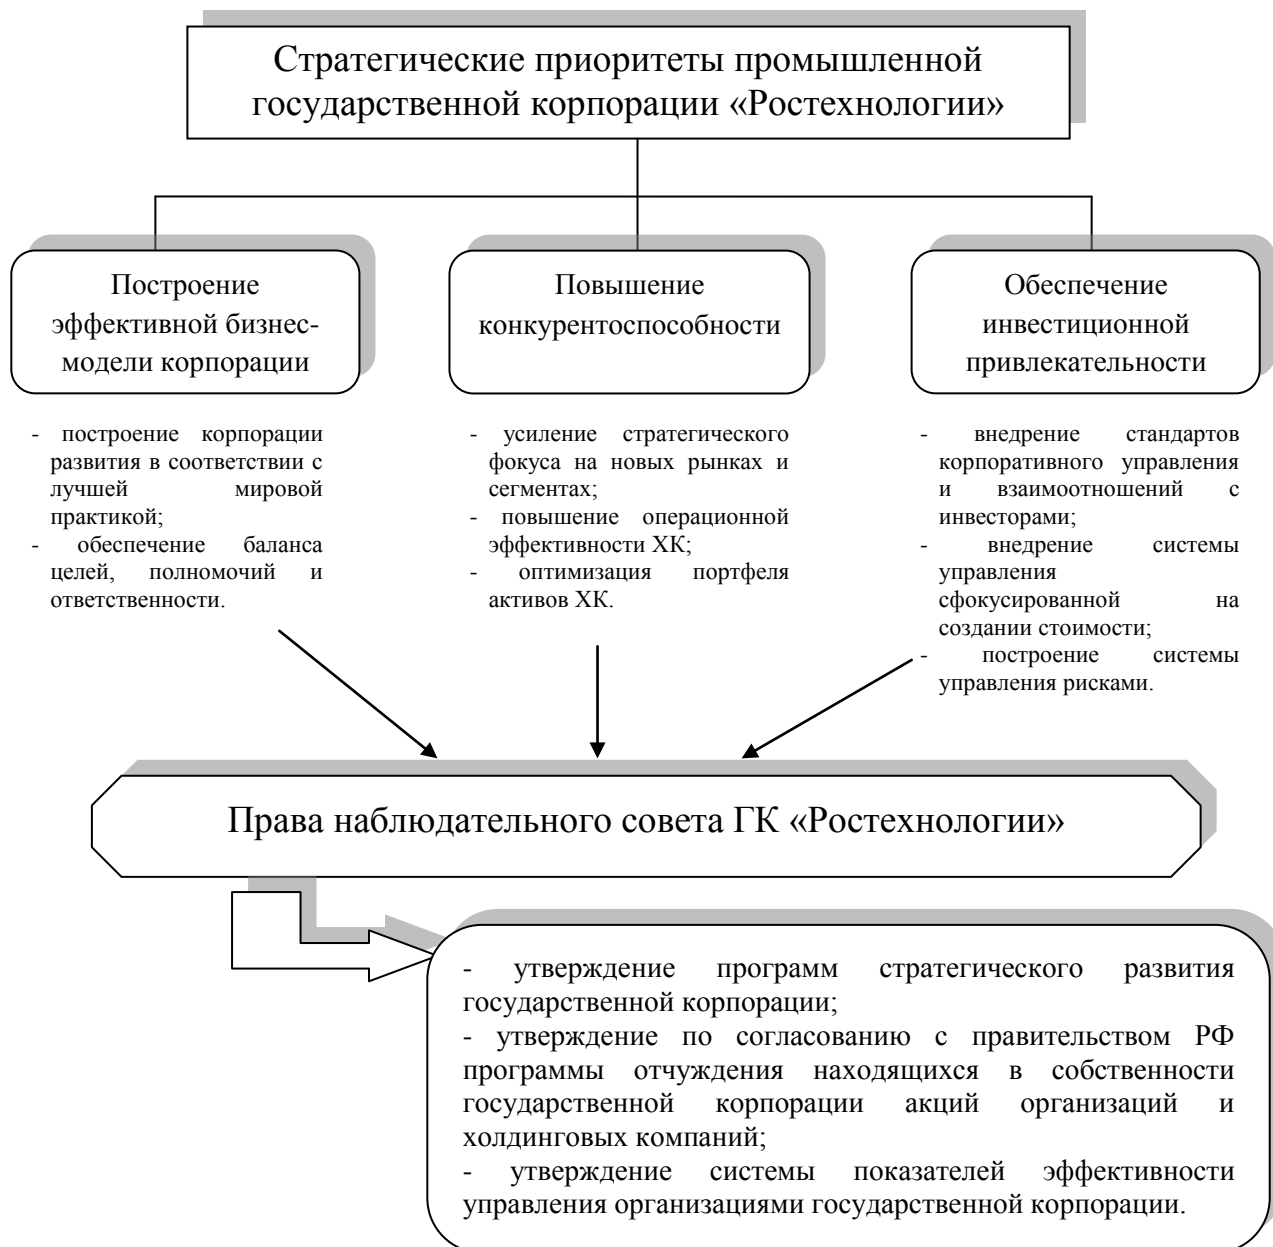 Стратегические приоритеты промышленной
государственной корпорации «Ростехнологии»
Построение
эффективной бизнес-
модели корпорации
Повышение
конкурентоспособности
Обеспечение
инвестиционной
привлекательности
- построение корпорации
развития в соответствии с
лучшей мировой
практикой;
- обеспечение баланса
целей, полномочий и
ответственности.
- усиление стратегического
фокуса на новых рынках и
сегментах;
- повышение операционной
эффективности ХК;
- оптимизация портфеля
активов ХК.
- внедрение стандартов
корпоративного управления
и взаимоотношений с
инвесторами;
- внедрение системы
управления
сфокусированной на
создании стоимости;
- построение системы
управления рисками.
Права наблюдательного совета ГК «Ростехнологии»
- утверждение программ стратегического развития
государственной корпорации;
- утверждение по согласованию с правительством РФ
программы отчуждения находящихся в собственности
государственной корпорации акций организаций и
холдинговых компаний;
- утверждение системы показателей эффективности
управления организациями государственной корпорации.